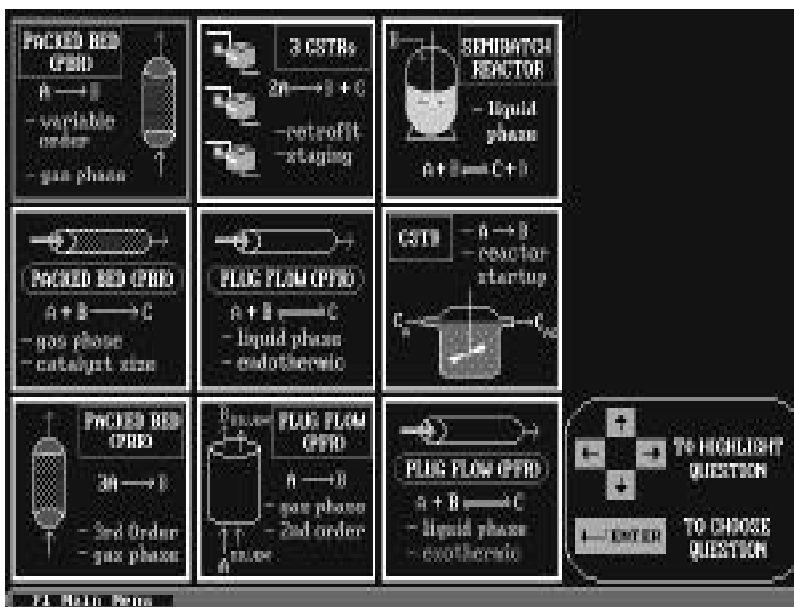 PACKED BED
(PBR)
A → B
- variable
order
- gas phase
3 CSTRs
2A → B + C
- retrofit
- staging
B
SEMIBATCH
REACTOR
- liquid
phase
A + B ⇌ C + D
PACKED BED (PBR)
A + B → C
- gas phase
- catalyst size
PLUG FLOW (PFR)
A + B ⇌ C
- liquid phase
- endothermic
CSTR
- A → B
- reactor
startup
PACKED BED
(PBR)
3A → B
- 3rd Order
- gas phase
B
PLUG FLOW
(PFR)
A → B
- gas phase
- 2nd order
A
PLUG FLOW (PFR)
A + B ⇌ C
- liquid phase
- exothermic
↑
← →
↓
TO HIGHLIGHT
QUESTION
← ENTER
TO CHOOSE
QUESTION
F1 Main Menu